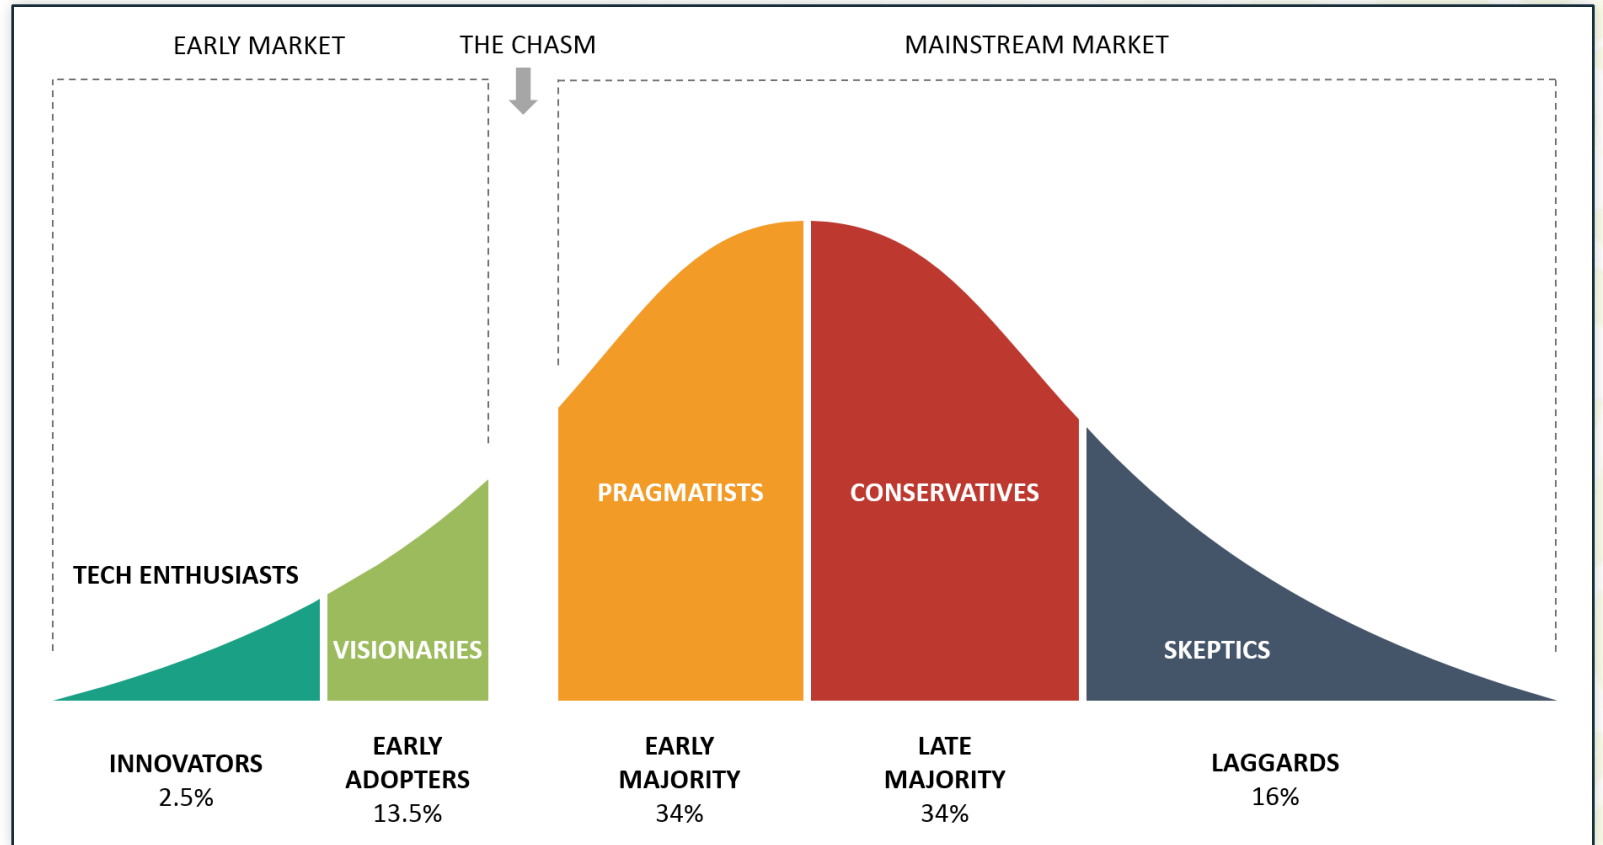 EARLY MARKET
THE CHASM
MAINSTREAM MARKET
PRAGMATISTS
CONSERVATIVES
TECH ENTHUSIASTS
VISIONARIES
SKEPTICS
INNOVATORS
2.5%
EARLY
ADOPTERS
13.5%
EARLY
MAJORITY
34%
LATE
MAJORITY
34%
LAGGARDS
16%